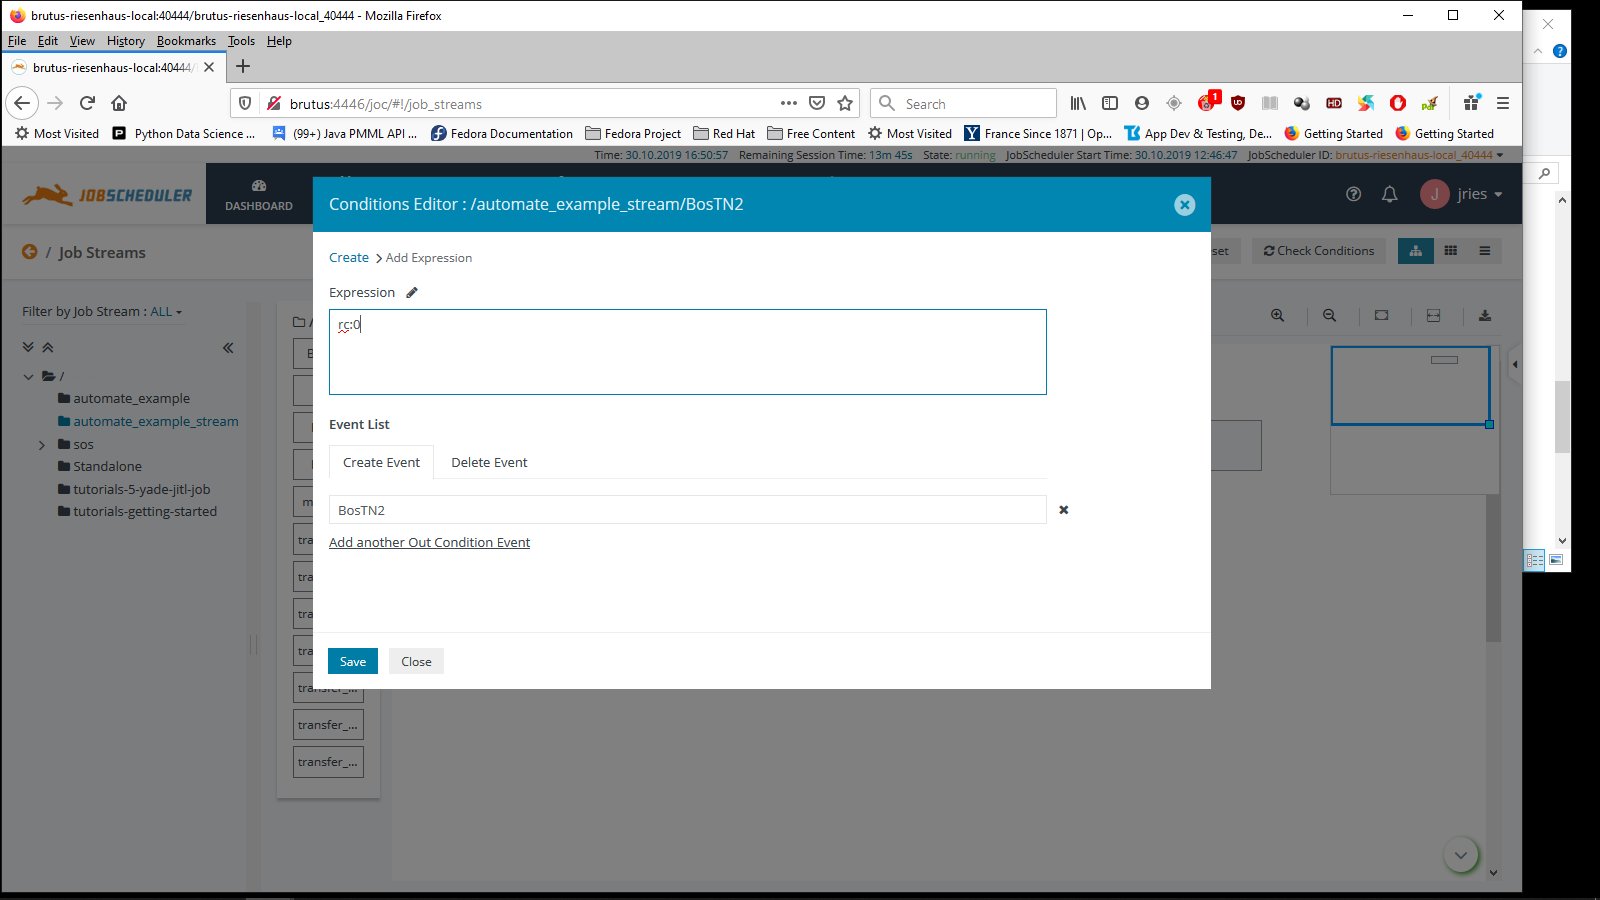 brutus-riesenhaus-local:40444/brutus-riesenhaus-local_40444 - Mozilla Firefox
File Edit View History Bookmarks Tools Help
brutus-riesenhaus-local:40444/
brutus:4446/joc/#!/job_streams
Search
1
Most Visited Python Data Science ... (99+) Java PMML API ... Fedora Documentation Fedora Project Red Hat Free Content Most Visited France Since 1871 | Op... App Dev & Testing, De... Getting Started Getting Started
Time: 30.10.2019 16:50:57 Remaining Session Time: 13m 45s State: running JobScheduler Start Time: 30.10.2019 12:46:47 JobScheduler ID: brutus-riesenhaus-local_40444
JOBSCHEDULER
DASHBOARD
J jries
Conditions Editor : /automate_example_stream/BosTN2
/ Job Streams
set
Check Conditions
Create > Add Expression
Expression
rc:0
Filter by Job Stream : ALL
/
automate_example
automate_example_stream
sos
Standalone
tutorials-5-yade-jitl-job
tutorials-getting-started
Event List
Create Event Delete Event
BosTN2
Add another Out Condition Event
Save Close
B
m
tra
tra
tra
tra
transfer_...
transfer_...
transfer_...